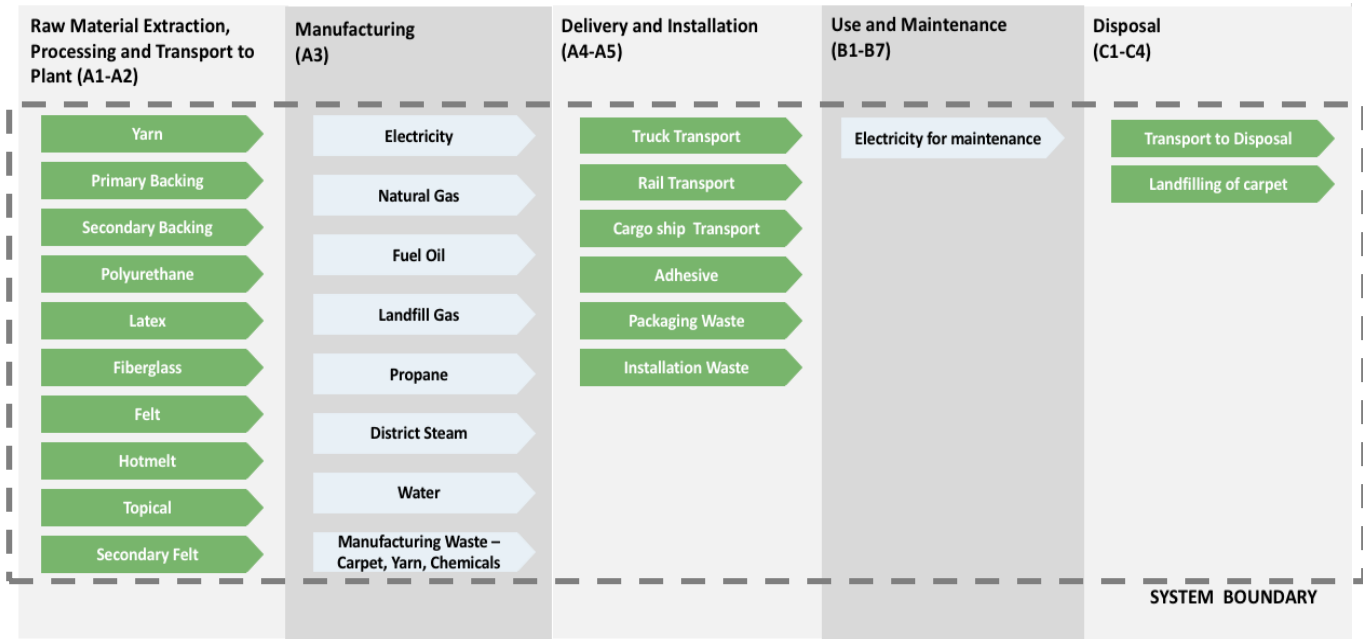 Raw Material Extraction,
Processing and Transport to
Plant (A1-A2)
Yarn
Primary Backing
Secondary Backing
Polyurethane
Latex
Fiberglass
Felt
Hotmelt
Topical
Secondary Felt
Manufacturing
(A3)
Electricity
Natural Gas
Fuel Oil
Landfill Gas
Propane
District Steam
Water
Manufacturing Waste –
Carpet, Yarn, Chemicals
Delivery and Installation
(A4-A5)
Truck Transport
Rail Transport
Cargo ship Transport
Adhesive
Packaging Waste
Installation Waste
Use and Maintenance
(B1-B7)
Electricity for maintenance
Disposal
(C1-C4)
Transport to Disposal
Landfilling of carpet
SYSTEM BOUNDARY